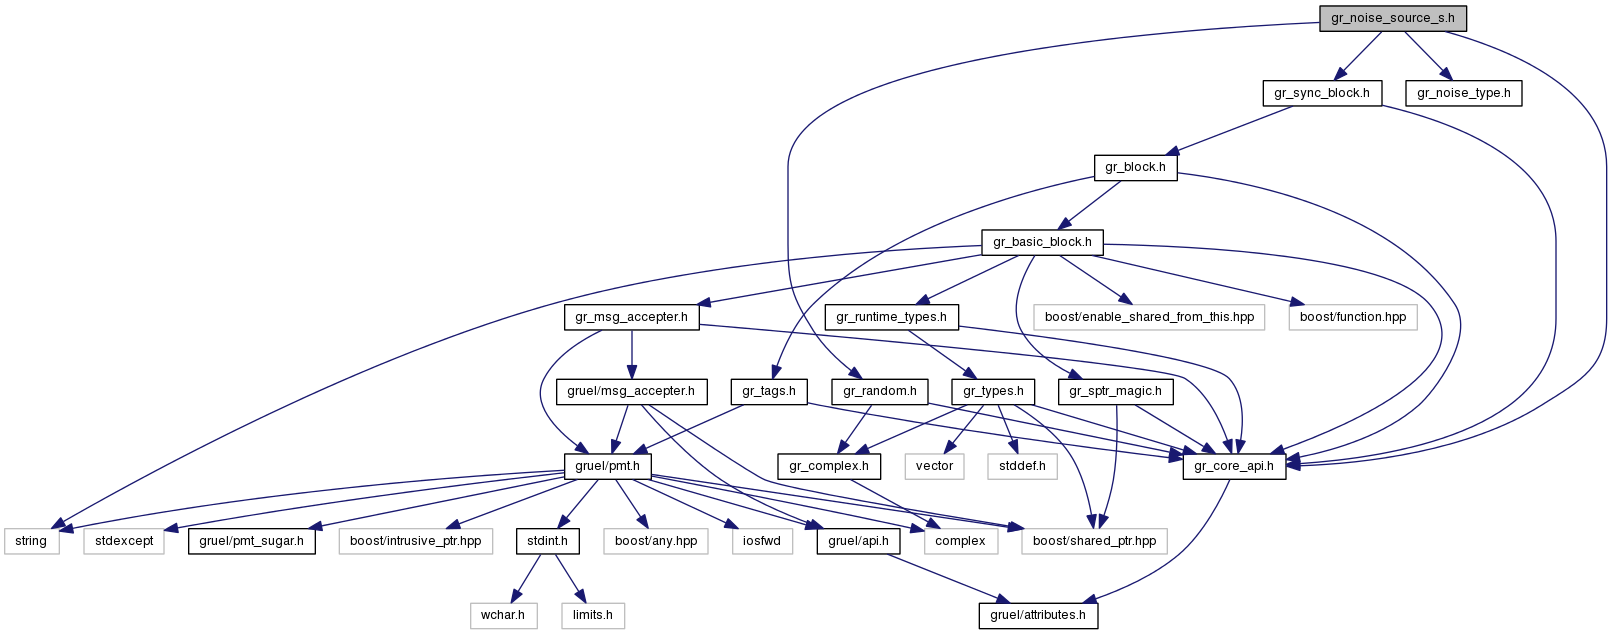 gr_noise_source_s.h
gr_sync_block.h
gr_noise_type.h
gr_block.h
gr_basic_block.h
gr_msg_accepter.h
gr_runtime_types.h
boost/enable_shared_from_this.hpp
boost/function.hpp
gruel/msg_accepter.h
gr_tags.h
gr_random.h
gr_types.h
gr_sptr_magic.h
gruel/pmt.h
gr_complex.h
vector
stddef.h
gr_core_api.h
string
stdexcept
gruel/pmt_sugar.h
boost/intrusive_ptr.hpp
stdint.h
boost/any.hpp
iosfwd
gruel/api.h
complex
boost/shared_ptr.hpp
wchar.h
limits.h
gruel/attributes.h